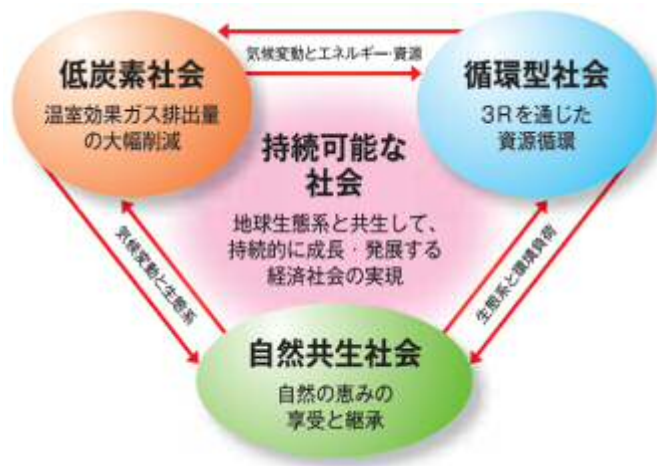 低炭素社会
温室効果ガス排出量
の大幅削減
気候変動とエネルギー・資源
循環型社会
3Rを通じた
資源循環
持続可能な
社会
地球生態系と共生して、
持続的に成長・発展する
経済社会の実現
気候変動と生態系
生態系と環境負荷
自然共生社会
自然の恵みの
享受と継承